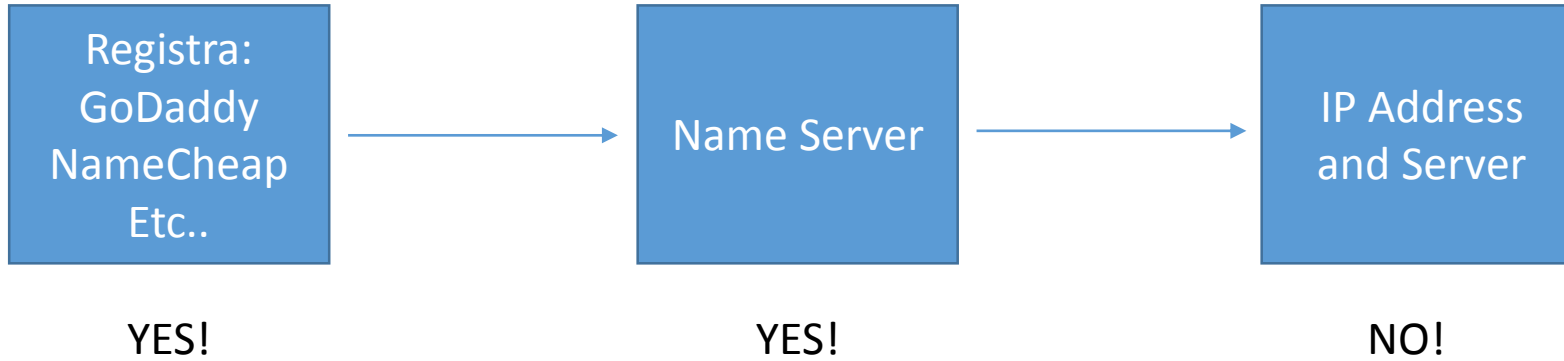 Registra:
GoDaddy
NameCheap
Etc..
Name Server
IP Address
and Server
YES!
YES!
NO!